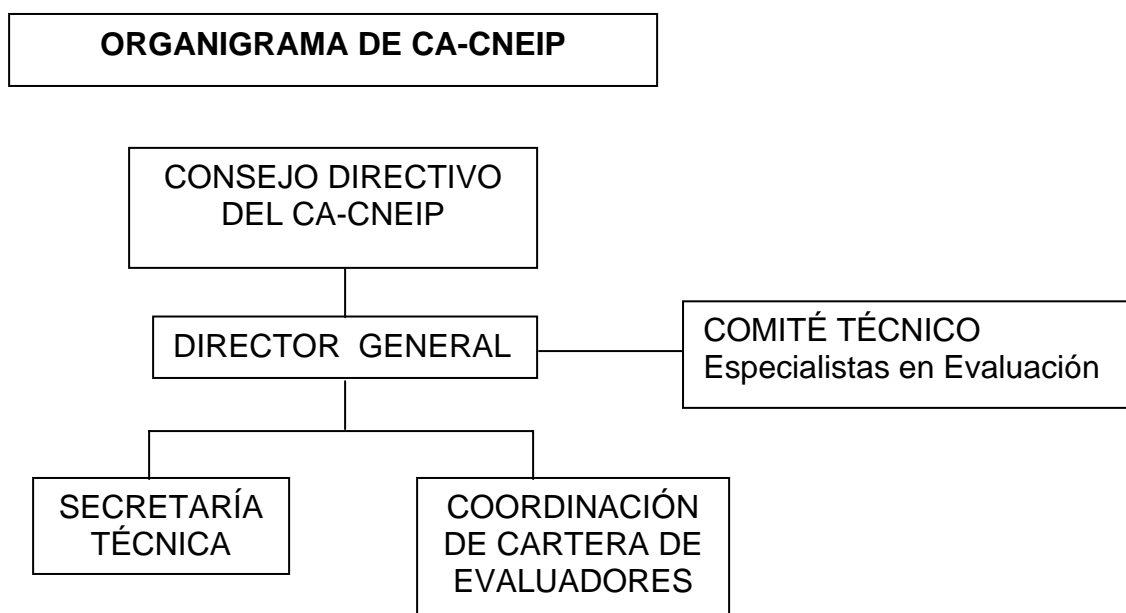 ORGANIGRAMA DE CA-CNEIP
CONSEJO DIRECTIVO
DEL CA-CNEIP
DIRECTOR GENERAL
COMITÉ TÉCNICO
Especialistas en Evaluación
SECRETARÍA
TÉCNICA
COORDINACIÓN
DE CARTERA DE
EVALUADORES